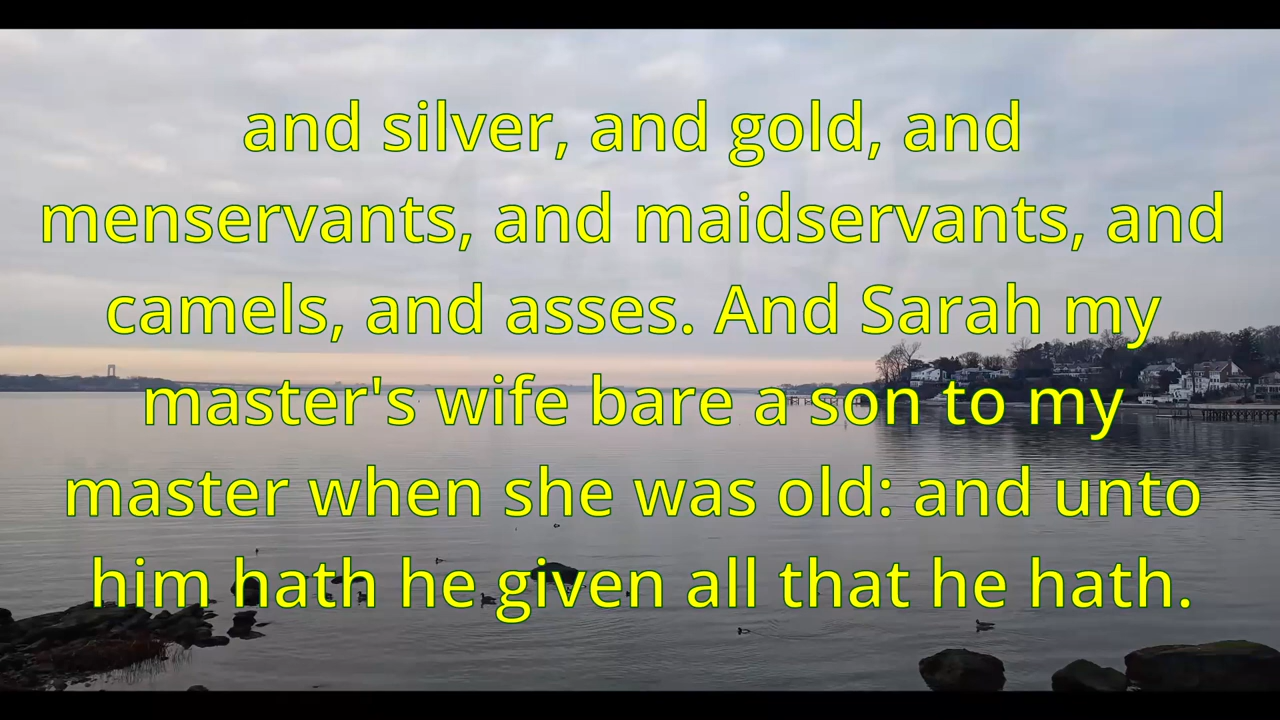 and silver, and gold, and
menservants, and maidservants, and
camels, and asses. And Sarah my
master's wife bare a son to my
master when she was old: and unto
him hath he given all that he hath.